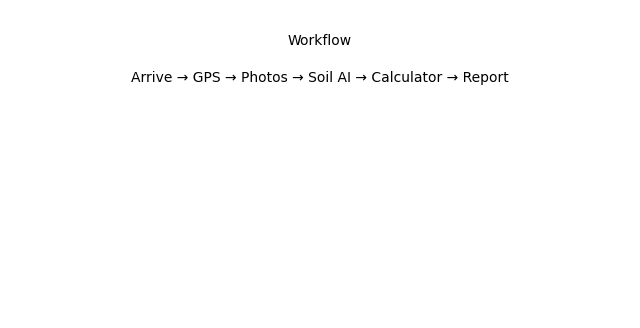 Workflow
Arrive → GPS → Photos → Soil AI → Calculator → Report